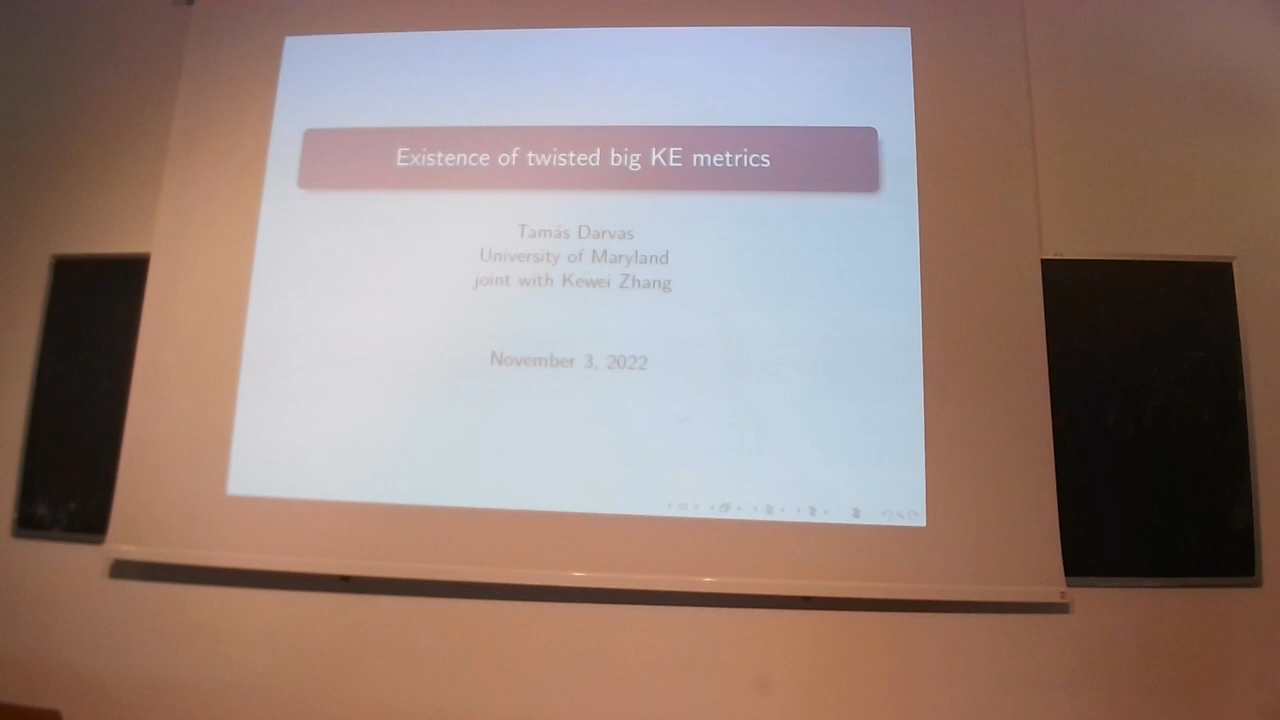 Existence of twisted big KE metrics
Tamás Darvas
University of Maryland
joint with Kewei Zhang
November 3, 2022